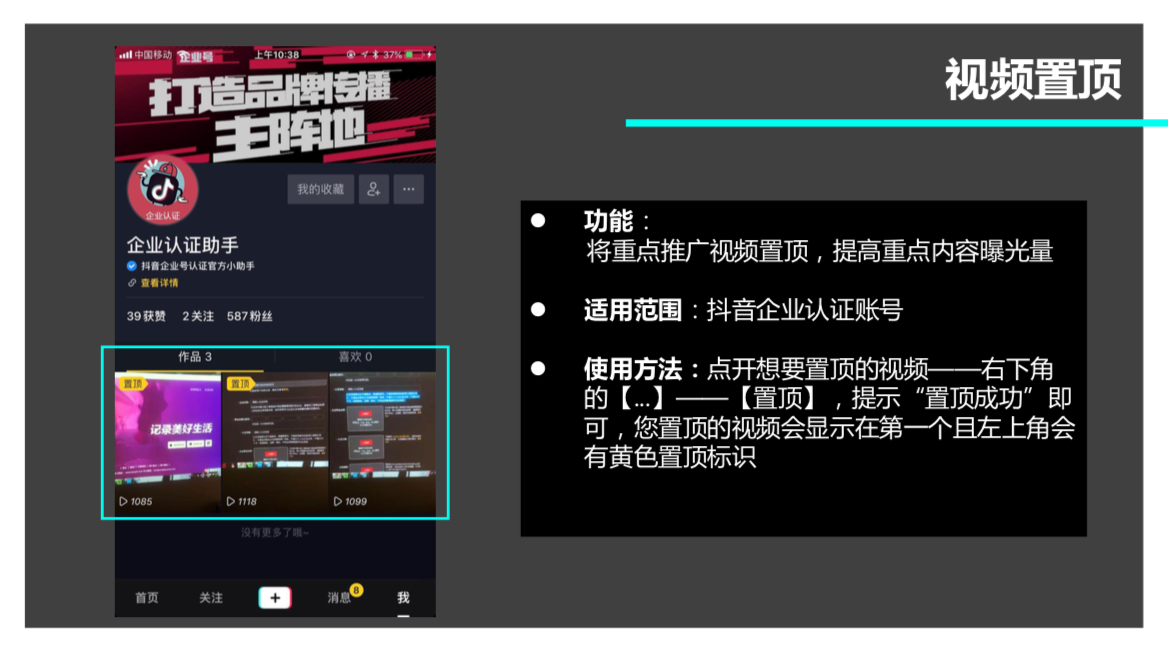 中国移动
企业号
上午10:38
37%
打造品牌专播
主阵地
视频置顶
企业认证
我的收藏
...
企业认证助手
抖音企业号认证官方小助手
查看详情
39获赞 2关注 587粉丝
作品 3
喜欢 0
置顶
置顶
记录美好生活
1085
1118
1099
没有更多了哦~
首页
关注
消息
8
我
● 功能：
将重点推广视频置顶，提高重点内容曝光量
● 适用范围：抖音企业认证账号
● 使用方法：点开想要置顶的视频——右下角
的【...】——【置顶】，提示“置顶成功”即
可，您置顶的视频会显示在第一个且左上角会
有黄色置顶标识